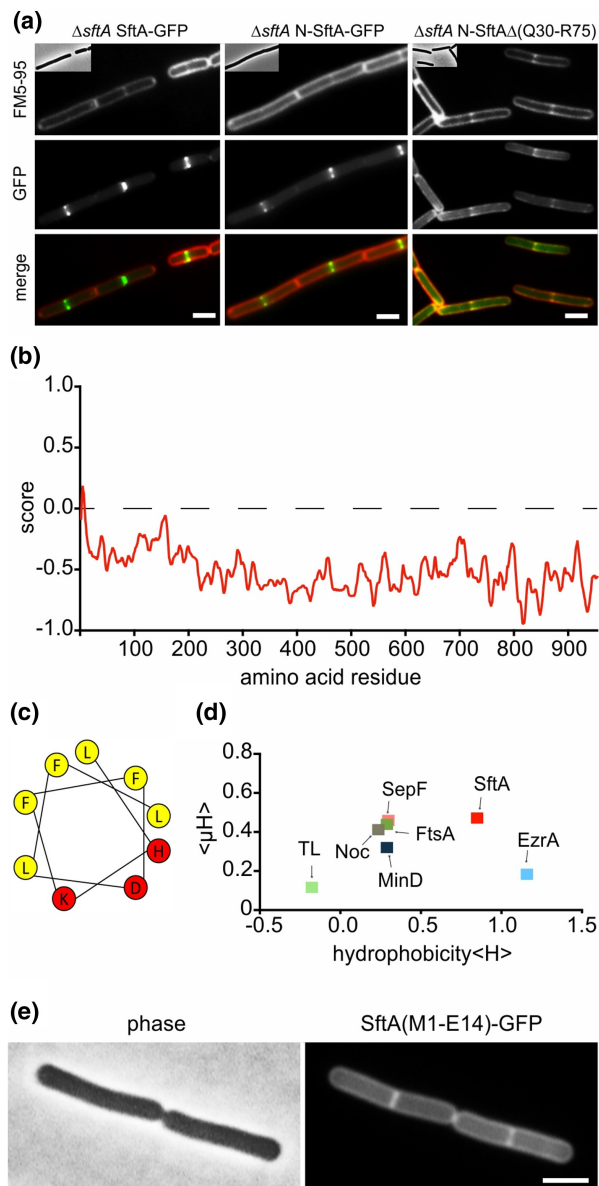 (a)
ΔsftA SftA-GFP ΔsftA N-SftA-GFP ΔsftA N-SftAΔ(Q30-R75)
FM5-95
GFP
merge
(b)
1.0
0.5
0.0
-0.5
-1.0
score
100 200 300 400 500 600 700 800 900
amino acid residue
(c)
L
F
F
F
L
H
L
D
K
(d)
0.8
0.6
0.4
0.2
0
<μH>
SepF
SftA
FtsA
Noc
EzrA
TL
MinD
-0.5 0.0 0.5 1.0 1.5
hydrophobicity<H>
(e)
phase SftA(M1-E14)-GFP